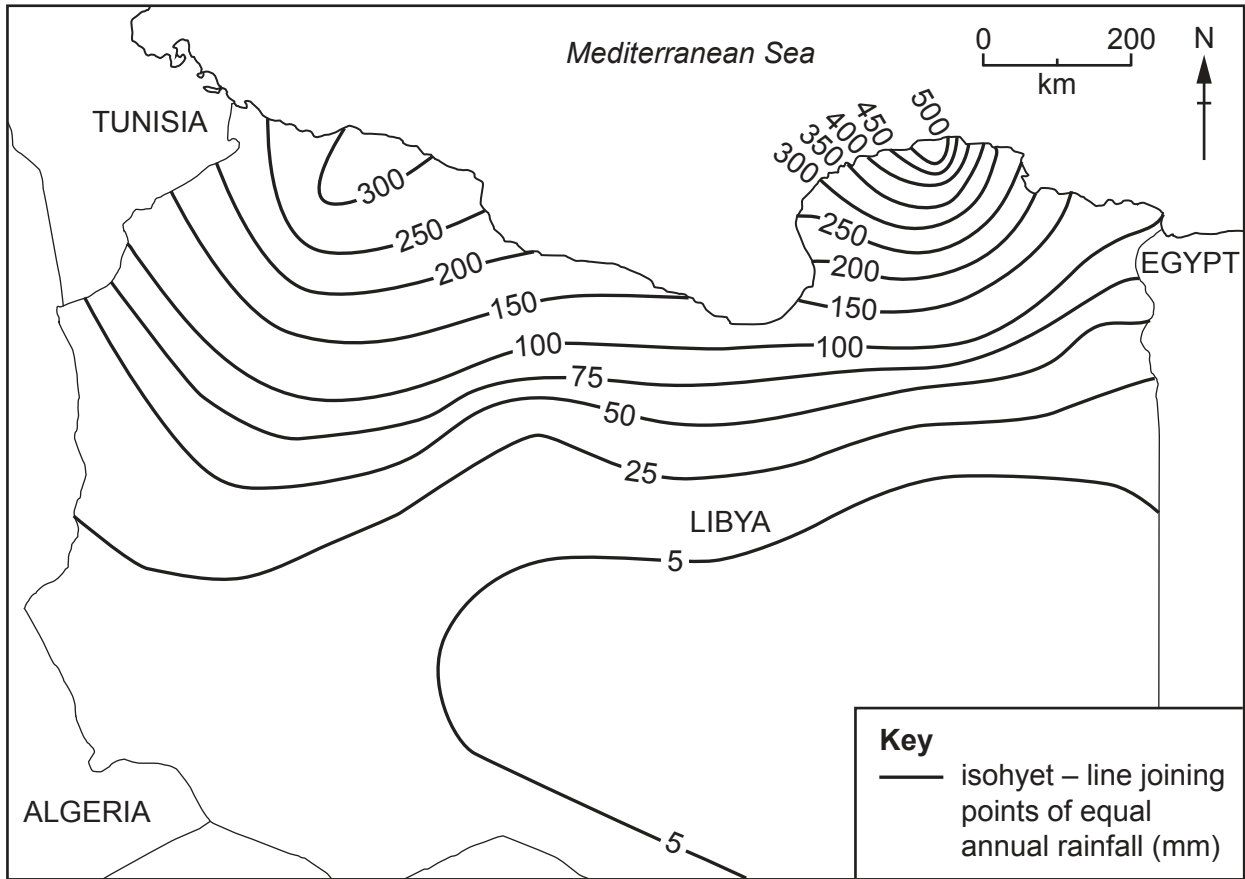 Mediterranean Sea
0 200
km
N
TUNISIA
500
450
400
350
300
300
250
250
200
200
EGYPT
150
150
100
100
75
50
25
LIBYA
5
Key
isohyet – line joining
points of equal
annual rainfall (mm)
ALGERIA
5